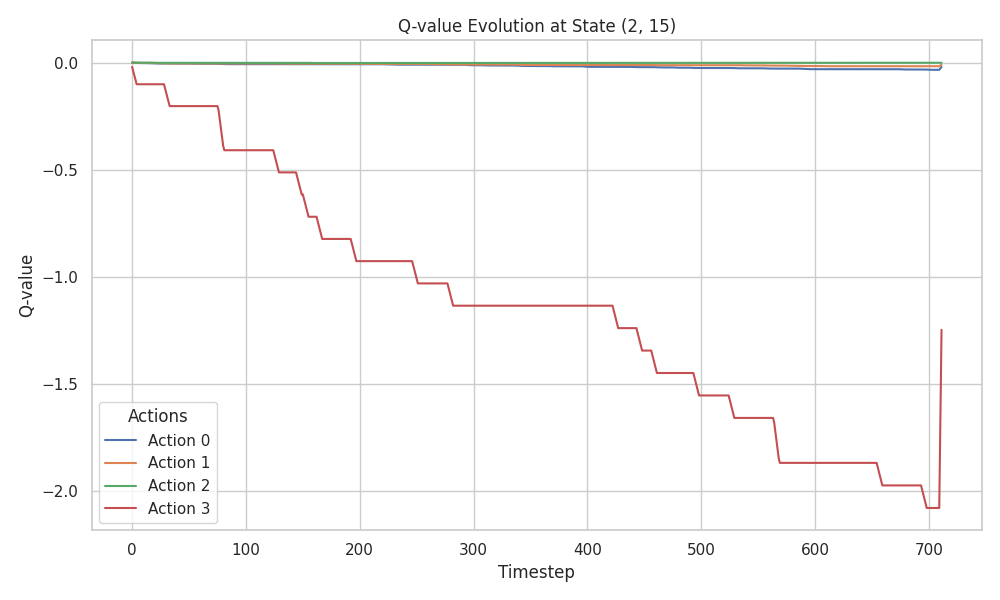 Q-value Evolution at State (2, 15)
0.0
−0.5
−1.0
−1.5
−2.0
Q-value
Actions
Action 0
Action 1
Action 2
Action 3
0 100 200 300 400 500 600 700
Timestep